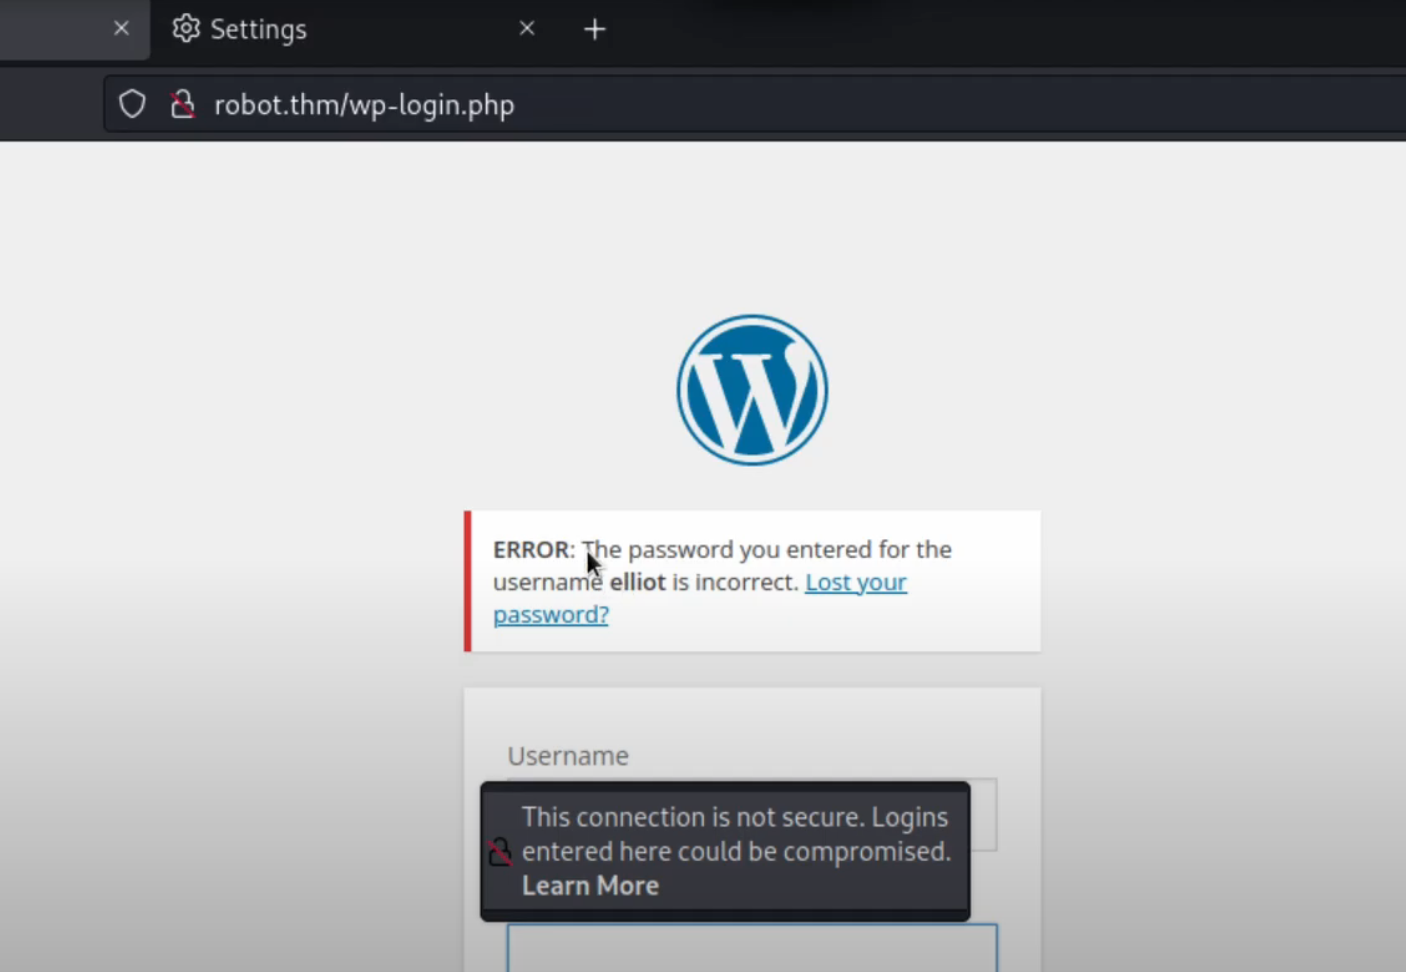 Settings
robot.thm/wp-login.php
ERROR: The password you entered for the
username elliot is incorrect. Lost your
password?
Username
This connection is not secure. Logins
entered here could be compromised.
Learn More